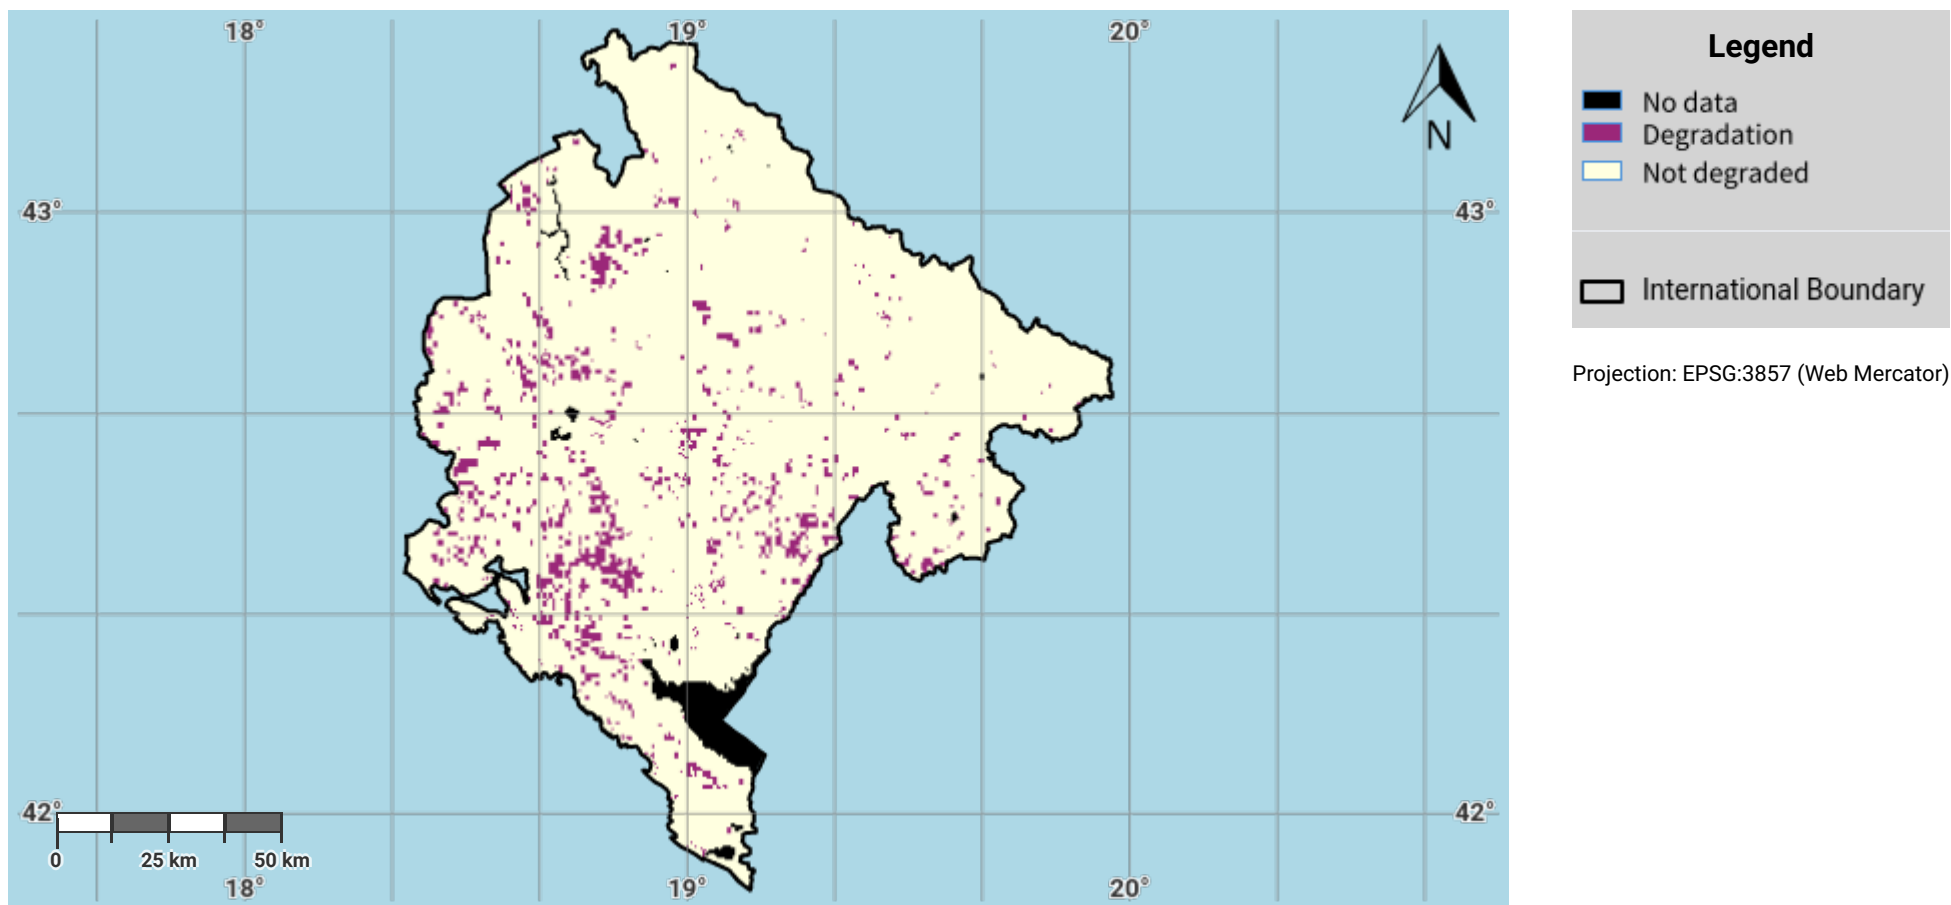 18° 19° 20°
N
43° 43°
42° 42°
0 25 km 50 km
18° 19° 20°
Legend
No data
Degradation
Not degraded
International Boundary
Projection: EPSG:3857 (Web Mercator)